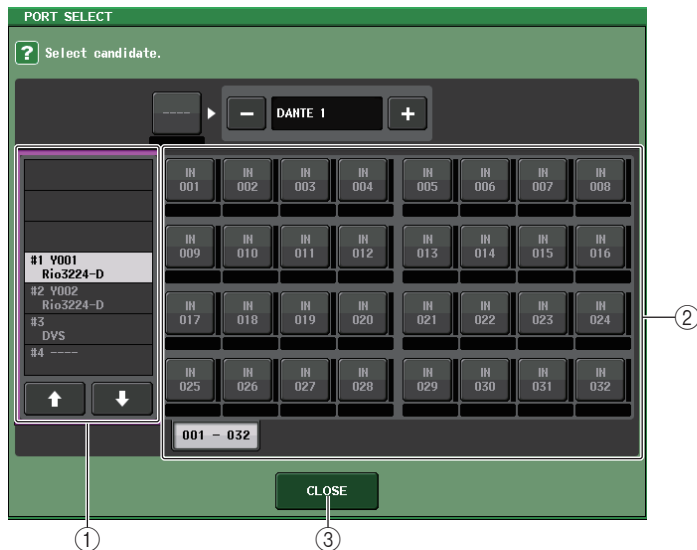 PORT SELECT
? Select candidate.
----
− DANTE 1 +
#1 Y001
Rio3224-D
#2 Y002
Rio3224-D
#3
DVS
#4 ----
IN 001 IN 002 IN 003 IN 004 IN 005 IN 006 IN 007 IN 008
IN 009 IN 010 IN 011 IN 012 IN 013 IN 014 IN 015 IN 016
IN 017 IN 018 IN 019 IN 020 IN 021 IN 022 IN 023 IN 024
IN 025 IN 026 IN 027 IN 028 IN 029 IN 030 IN 031 IN 032
001 - 032
CLOSE
①
②
③